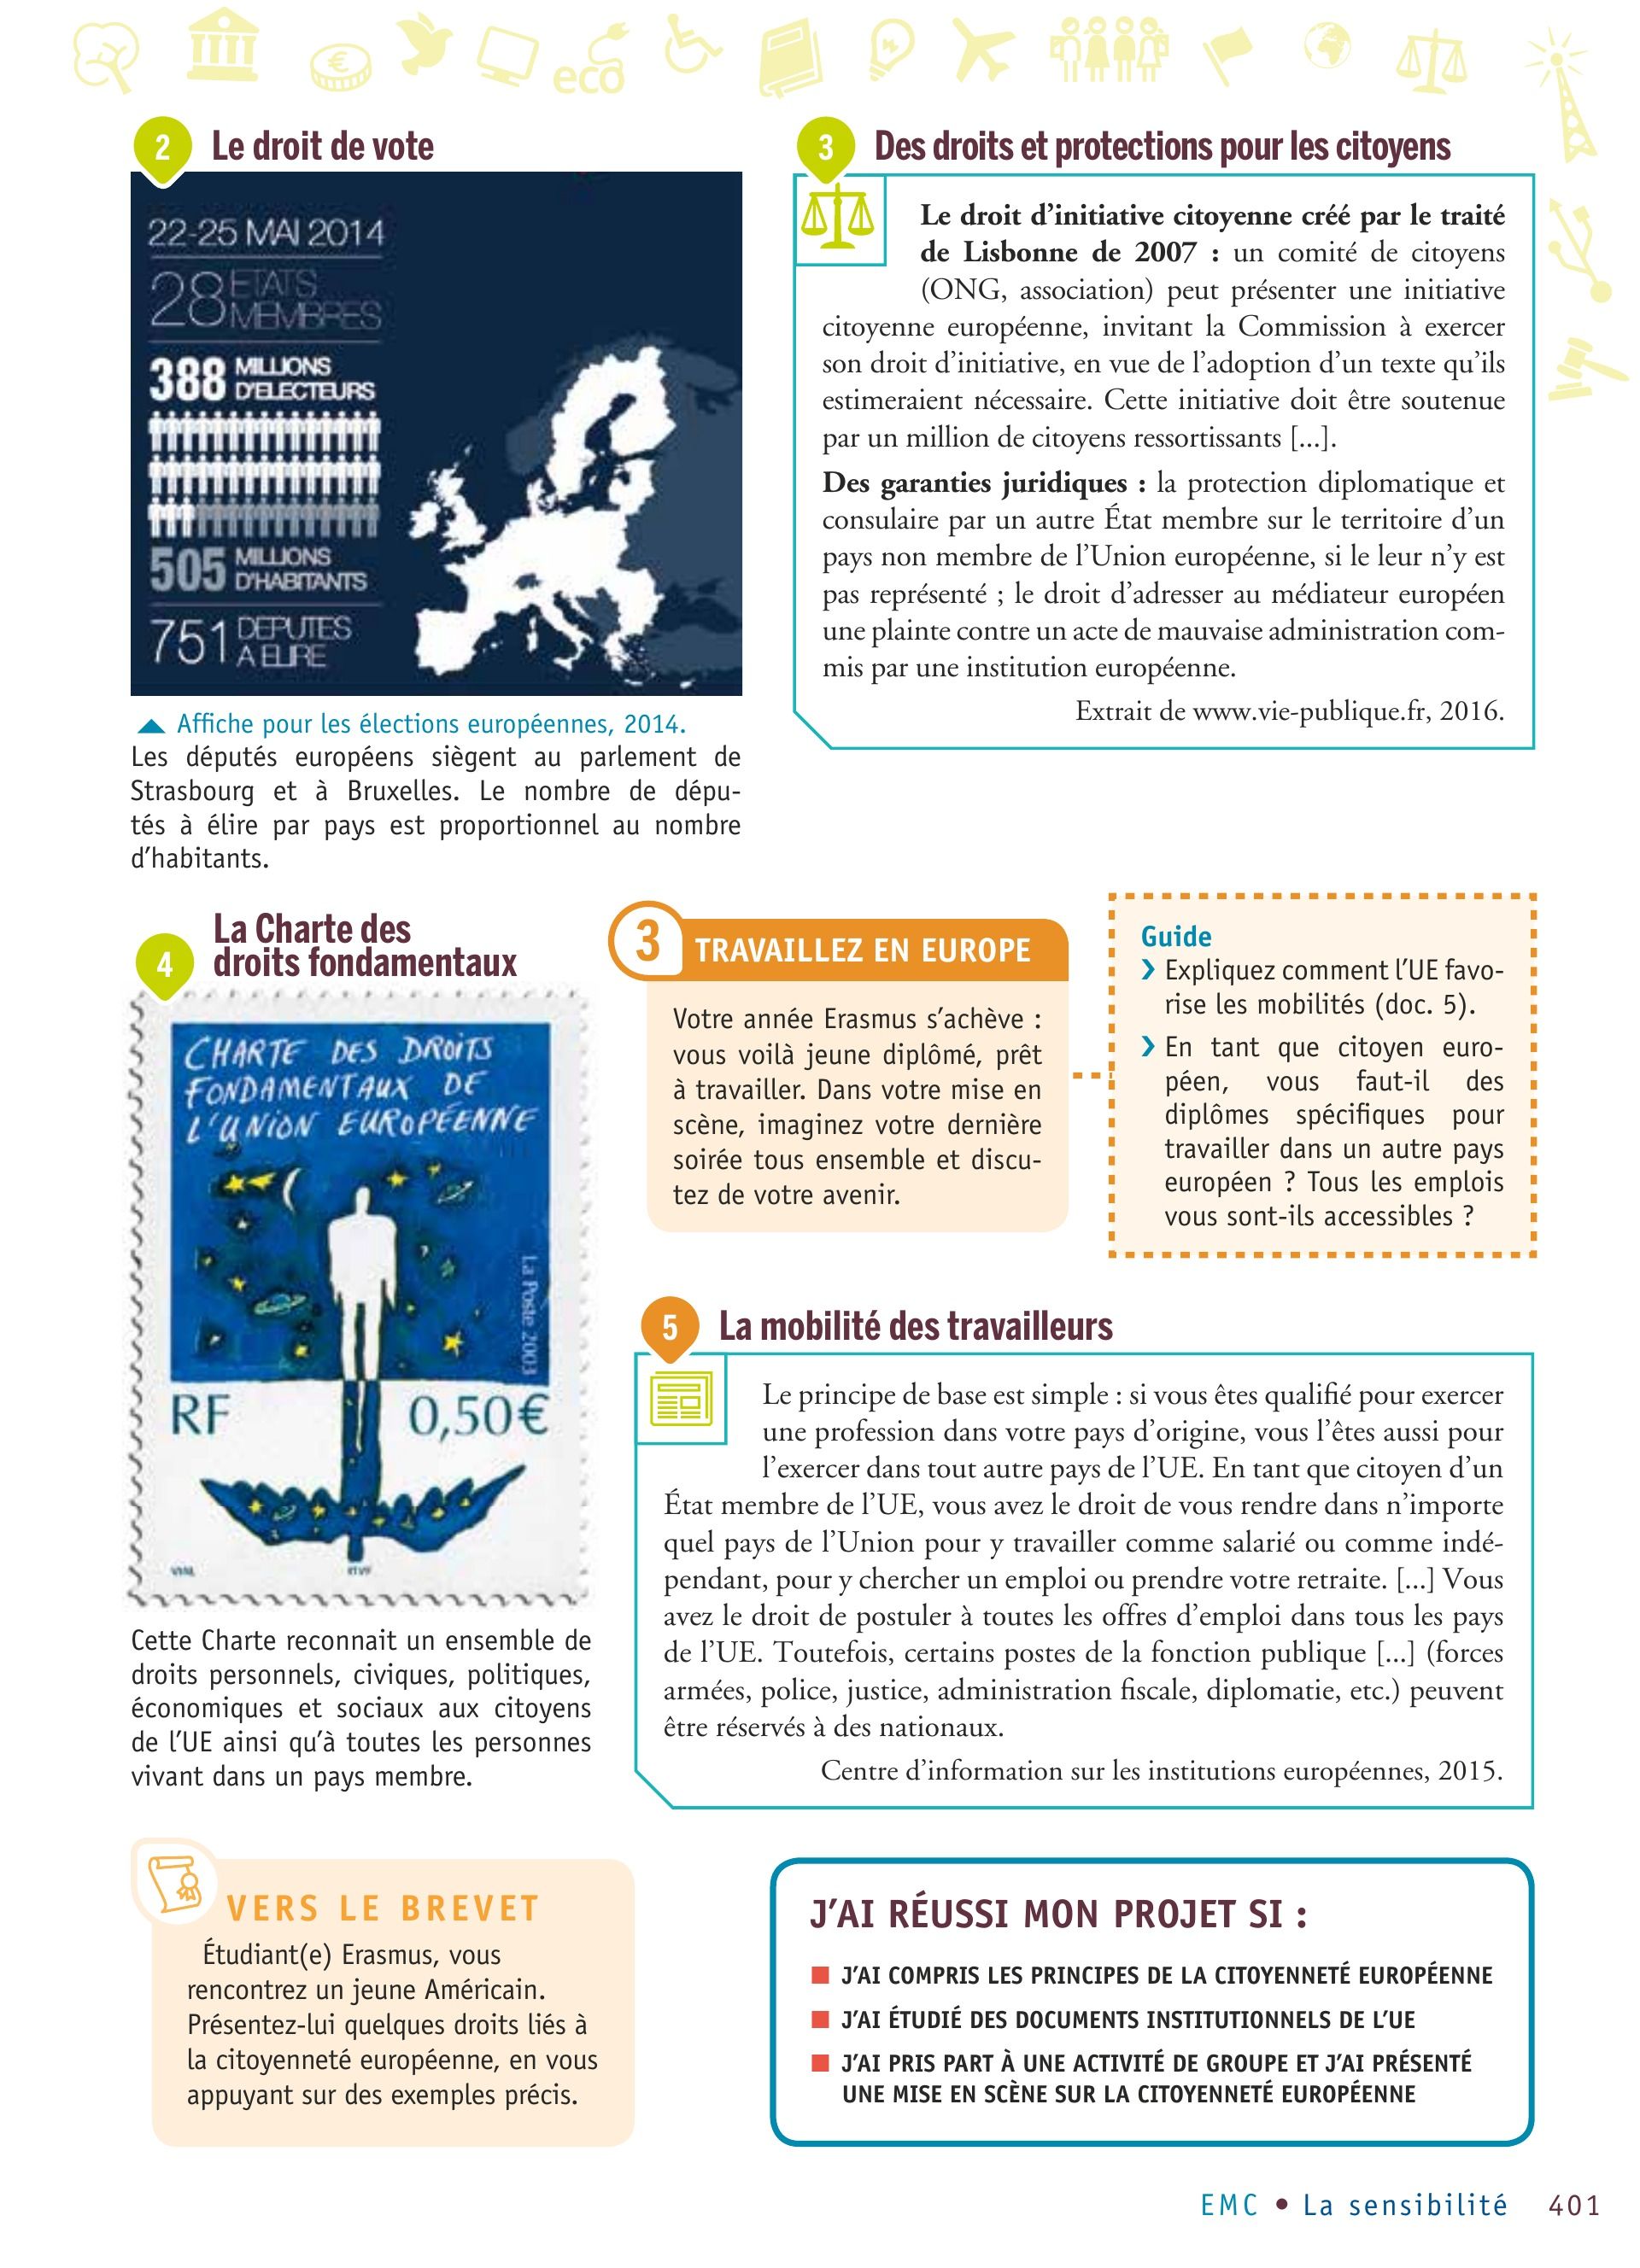 eco
2 Le droit de vote
22-25 MAI 2014
28 ETATS
MEMBRES
388 MILLIONS
D'ELECTEURS
505 MILLIONS
D'HABITANTS
751 DEPUTES
A ELIRE
Affiche pour les élections européennes, 2014.
Les députés européens siègent au parlement de
Strasbourg et à Bruxelles. Le nombre de dépu-
tés à élire par pays est proportionnel au nombre
d'habitants.
3 Des droits et protections pour les citoyens
Le droit d'initiative citoyenne créé par le traité
de Lisbonne de 2007 : un comité de citoyens
(ONG, association) peut présenter une initiative
citoyenne européenne, invitant la Commission à exercer
son droit d'initiative, en vue de l'adoption d'un texte qu'ils
estimeraient nécessaire. Cette initiative doit être soutenue
par un million de citoyens ressortissants [...].
Des garanties juridiques : la protection diplomatique et
consulaire par un autre État membre sur le territoire d'un
pays non membre de l'Union européenne, si le leur n'y est
pas représenté ; le droit d'adresser au médiateur européen
une plainte contre un acte de mauvaise administration com-
mis par une institution européenne.
Extrait de www.vie-publique.fr, 2016.
4 La Charte des
droits fondamentaux
CHARTE DES DROITS
FONDAMENTAUX DE
L'UNION EUROPÉENNE
La Poste 2003
RF 0,50€
Cette Charte reconnait un ensemble de
droits personnels, civiques, politiques,
économiques et sociaux aux citoyens
de l'UE ainsi qu'à toutes les personnes
vivant dans un pays membre.
3 TRAVAILLEZ EN EUROPE
Votre année Erasmus s'achève :
vous voilà jeune diplômé, prêt
à travailler. Dans votre mise en
scène, imaginez votre dernière
soirée tous ensemble et discu-
tez de votre avenir.
Guide
Expliquez comment l'UE favo-
rise les mobilités (doc. 5).
En tant que citoyen euro-
péen, vous faut-il des
diplômes spécifiques pour
travailler dans un autre pays
européen ? Tous les emplois
vous sont-ils accessibles ?
5 La mobilité des travailleurs
Le principe de base est simple : si vous êtes qualifié pour exercer
une profession dans votre pays d'origine, vous l'êtes aussi pour
l'exercer dans tout autre pays de l'UE. En tant que citoyen d'un
État membre de l'UE, vous avez le droit de vous rendre dans n'importe
quel pays de l'Union pour y travailler comme salarié ou comme indé-
pendant, pour y chercher un emploi ou prendre votre retraite. [...] Vous
avez le droit de postuler à toutes les offres d'emploi dans tous les pays
de l'UE. Toutefois, certains postes de la fonction publique [...] (forces
armées, police, justice, administration fiscale, diplomatie, etc.) peuvent
être réservés à des nationaux.
Centre d'information sur les institutions européennes, 2015.
VERS LE BREVET
Étudiant(e) Erasmus, vous
rencontrez un jeune Américain.
Présentez-lui quelques droits liés à
la citoyenneté européenne, en vous
appuyant sur des exemples précis.
J'AI RÉUSSI MON PROJET SI :
J'AI COMPRIS LES PRINCIPES DE LA CITOYENNETÉ EUROPÉENNE
J'AI ÉTUDIÉ DES DOCUMENTS INSTITUTIONNELS DE L'UE
J'AI PRIS PART À UNE ACTIVITÉ DE GROUPE ET J'AI PRÉSENTÉ
UNE MISE EN SCÈNE SUR LA CITOYENNETÉ EUROPÉENNE
EMC • La sensibilité 401